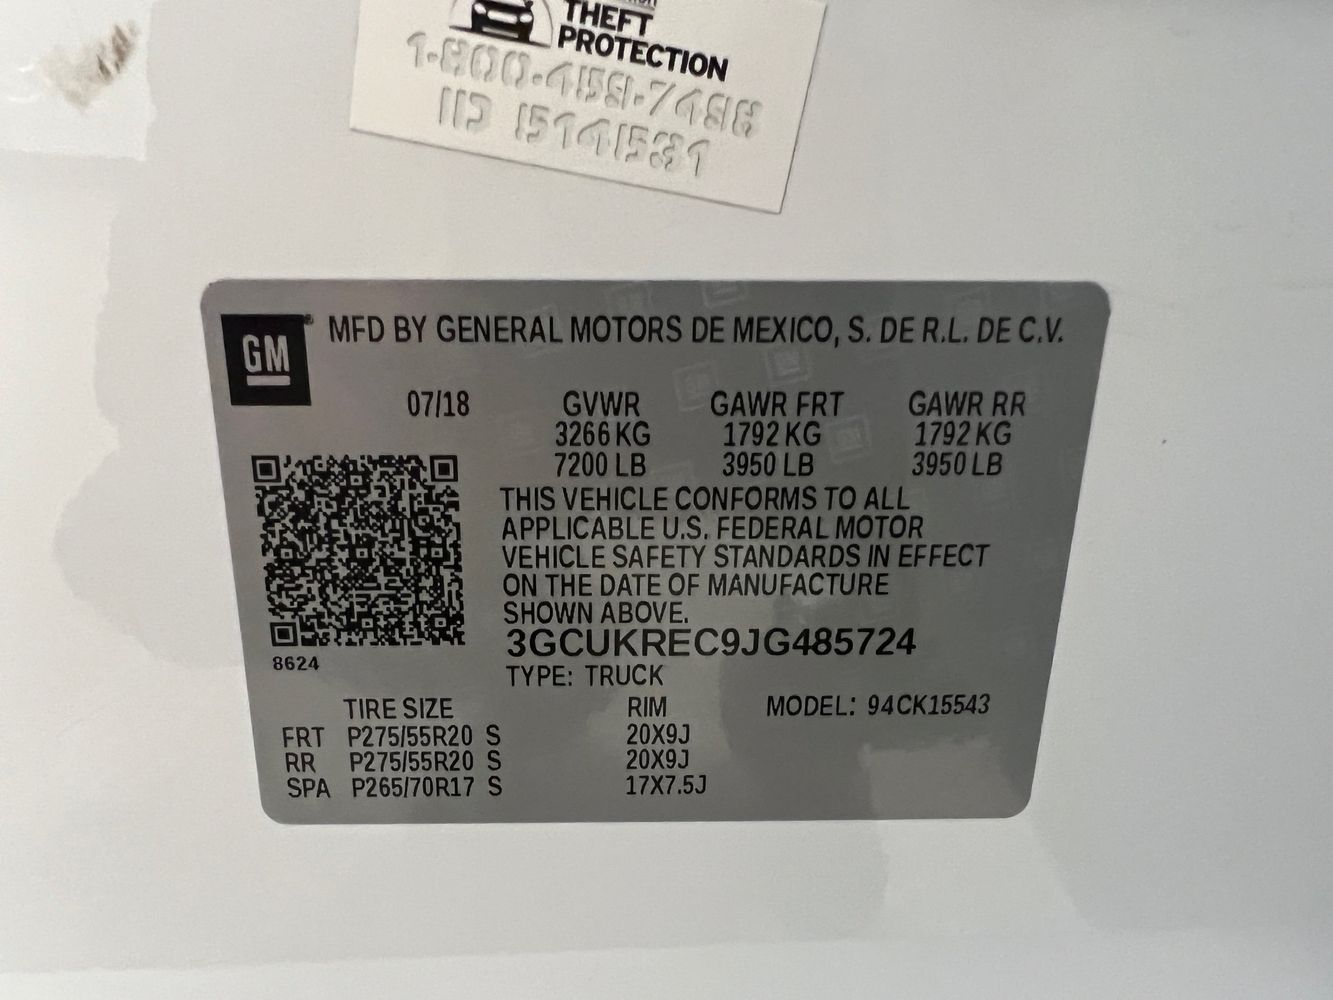 THEFT
PROTECTION
1-800-459-7498
ID 15141531
GM
MFD BY GENERAL MOTORS DE MEXICO, S. DE R.L. DE C.V.
07/18 GVWR GAWR FRT GAWR RR
3266 KG 1792 KG 1792 KG
7200 LB 3950 LB 3950 LB
THIS VEHICLE CONFORMS TO ALL
APPLICABLE U.S. FEDERAL MOTOR
VEHICLE SAFETY STANDARDS IN EFFECT
ON THE DATE OF MANUFACTURE
SHOWN ABOVE.
3GCUKREC9JG485724
8624
TYPE: TRUCK
TIRE SIZE RIM MODEL: 94CK15543
FRT P275/55R20 S 20X9J
RR P275/55R20 S 20X9J
SPA P265/70R17 S 17X7.5J